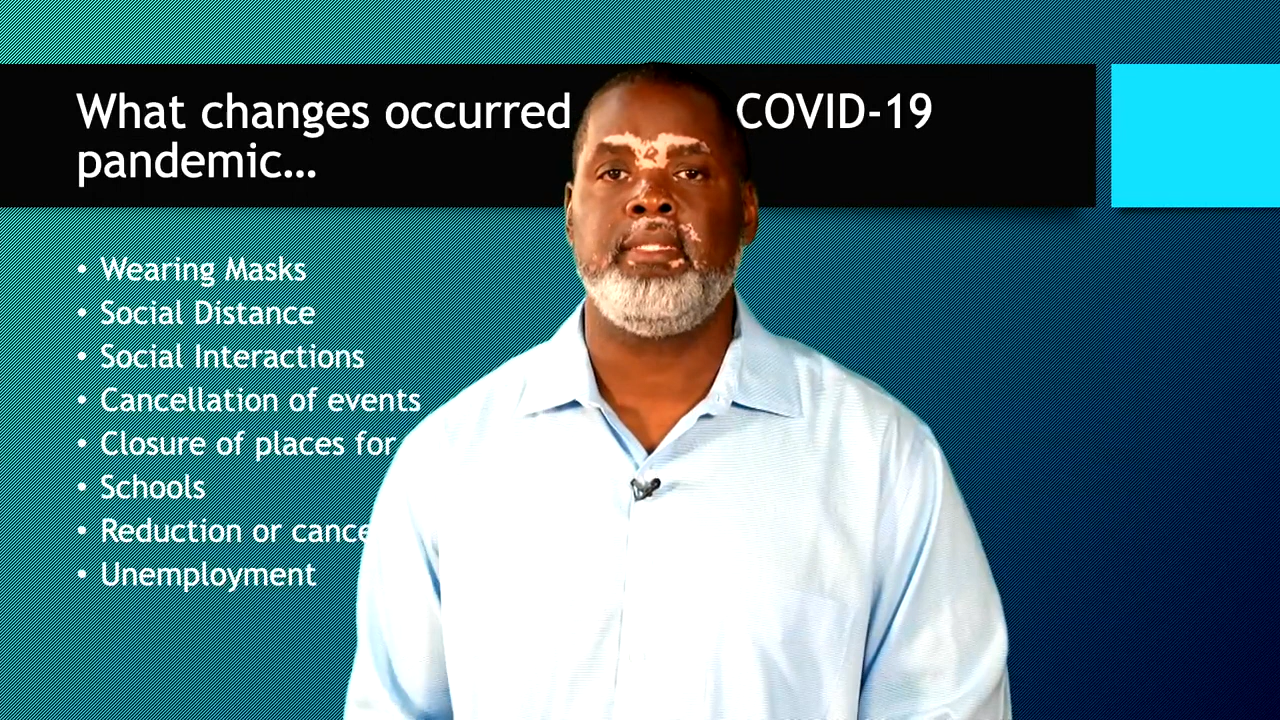 What changes occurred COVID-19
pandemic…
• Wearing Masks
• Social Distance
• Social Interactions
• Cancellation of events
• Closure of places for
• Schools
• Reduction or cance
• Unemployment